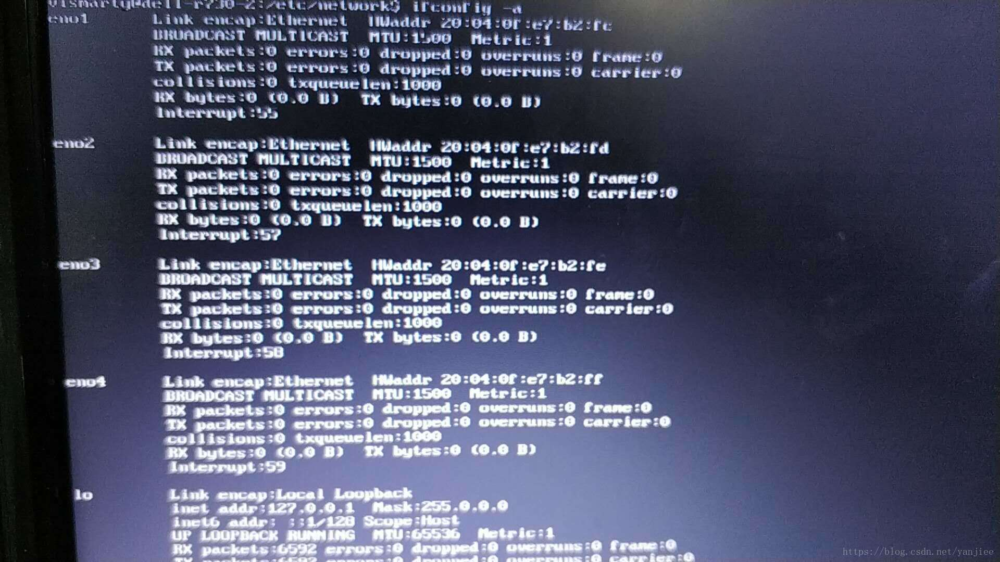 vismarty@dell-r730-2:/etc/network$ ifconfig -a
eno1 Link encap:Ethernet HWaddr 20:04:0f:e7:b2:fc
BROADCAST MULTICAST MTU:1500 Metric:1
RX packets:0 errors:0 dropped:0 overruns:0 frame:0
TX packets:0 errors:0 dropped:0 overruns:0 carrier:0
collisions:0 txqueuelen:1000
RX bytes:0 (0.0 B) TX bytes:0 (0.0 B)
Interrupt:55
eno2 Link encap:Ethernet HWaddr 20:04:0f:e7:b2:fd
BROADCAST MULTICAST MTU:1500 Metric:1
RX packets:0 errors:0 dropped:0 overruns:0 frame:0
TX packets:0 errors:0 dropped:0 overruns:0 carrier:0
collisions:0 txqueuelen:1000
RX bytes:0 (0.0 B) TX bytes:0 (0.0 B)
Interrupt:57
eno3 Link encap:Ethernet HWaddr 20:04:0f:e7:b2:fe
BROADCAST MULTICAST MTU:1500 Metric:1
RX packets:0 errors:0 dropped:0 overruns:0 frame:0
TX packets:0 errors:0 dropped:0 overruns:0 carrier:0
collisions:0 txqueuelen:1000
RX bytes:0 (0.0 B) TX bytes:0 (0.0 B)
Interrupt:58
eno4 Link encap:Ethernet HWaddr 20:04:0f:e7:b2:ff
BROADCAST MULTICAST MTU:1500 Metric:1
RX packets:0 errors:0 dropped:0 overruns:0 frame:0
TX packets:0 errors:0 dropped:0 overruns:0 carrier:0
collisions:0 txqueuelen:1000
RX bytes:0 (0.0 B) TX bytes:0 (0.0 B)
Interrupt:59
lo Link encap:Local Loopback
inet addr:127.0.0.1 Mask:255.0.0.0
inet6 addr: ::1/128 Scope:Host
UP LOOPBACK RUNNING MTU:65536 Metric:1
RX packets:6592 errors:0 dropped:0 overruns:0 frame:0
TX packets:6592 errors:0 dropped:0 overruns:0 carrier:0
https://blog.csdn.net/yanjiee